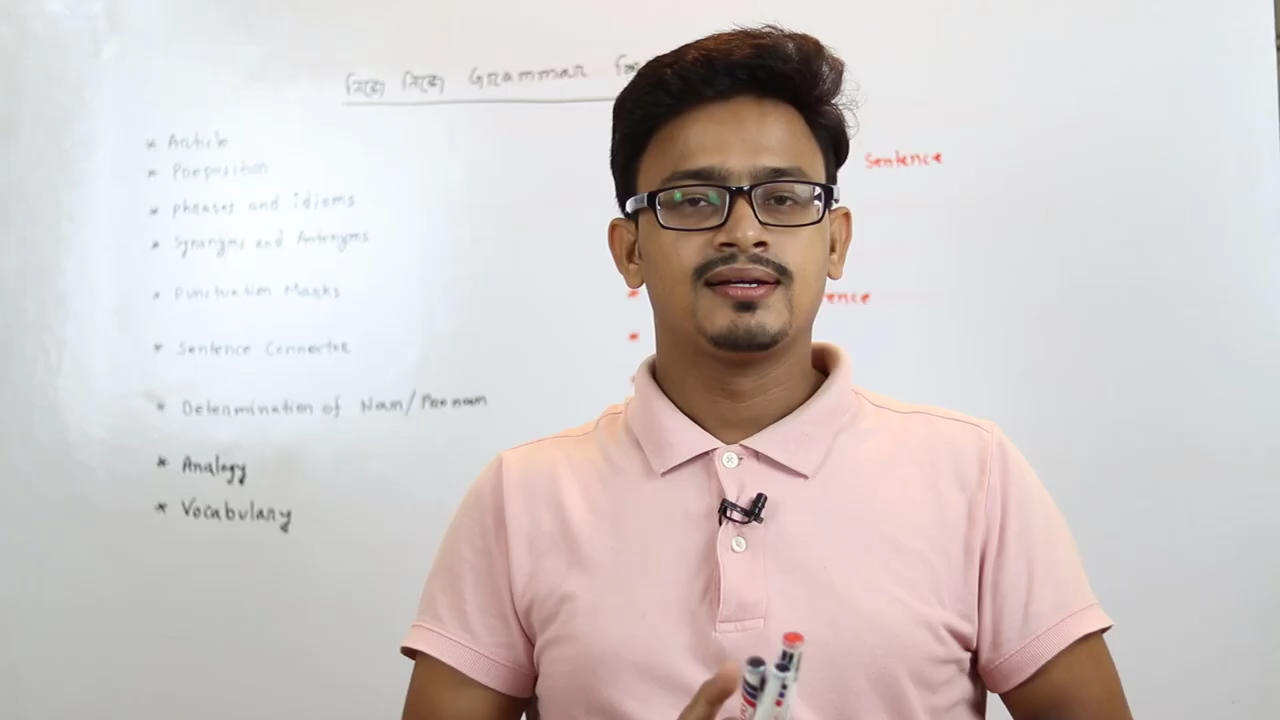 নিজে নিজে Grammar
* Article
* Preposition
* phrases and idioms
* Synonyms and Antonyms
* Punctuation Marks
* Sentence Connector
* Determination of Noun/Pronoun
* Analogy
* Vocabulary
Sentence